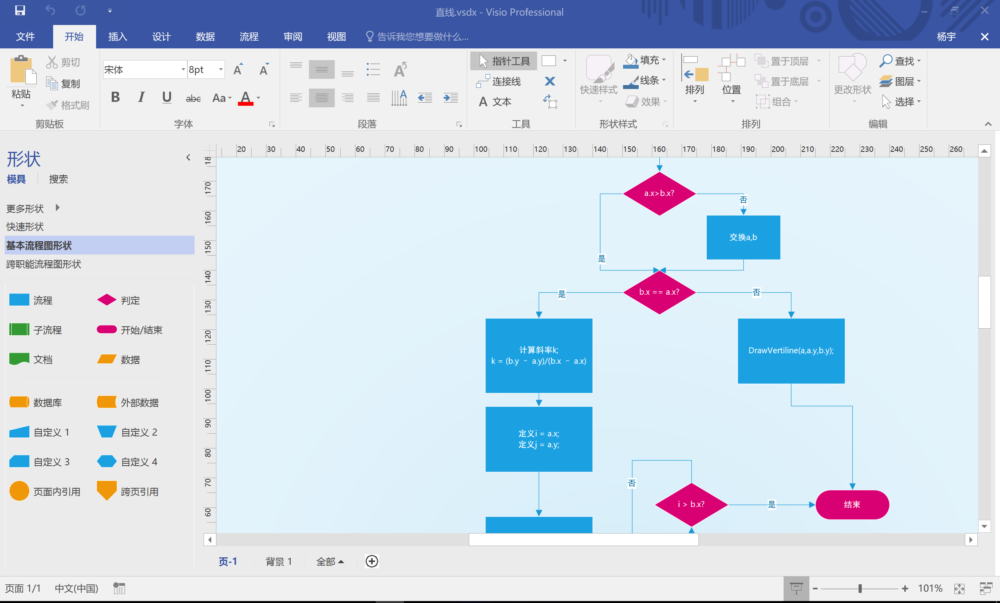 直线.vsdx - Visio Professional
文件 开始 插入 设计 数据 流程 审阅 视图 告诉我您想要做什么... 杨宇
粘贴
剪切
复制
格式刷
剪贴板
宋体 8pt
B I U abc Aa A
字体
段落
指针工具
连接线
A 文本
工具
快速样式
填充
线条
效果
形状样式
排列
位置
置于顶层
置于底层
组合
排列
更改形状
查找
图层
选择
编辑
形状
模具 搜索
更多形状
快速形状
基本流程图形状
跨职能流程图形状
流程 判定
子流程 开始/结束
文档 数据
数据库 外部数据
自定义 1 自定义 2
自定义 3 自定义 4
页面内引用 跨页引用
20 30 40 50 60 70 80 90 100 110 120 130 140 150 160 170 180 190 200 210 220 230 240 250 260
18
170
160
150
140
130
120
110
100
90
80
70
60
a.x>b.x?
否
交换a,b
是
b.x == a.x?
是
否
计算斜率k;
k = (b.y - a.y)/(b.x - a.x)
DrawVertiline(a,a.y,b.y);
定义i = a.x;
定义j = a.y;
否
i > b.x?
是
结束
页-1 背景 1 全部
页面 1/1 中文(中国) 101%